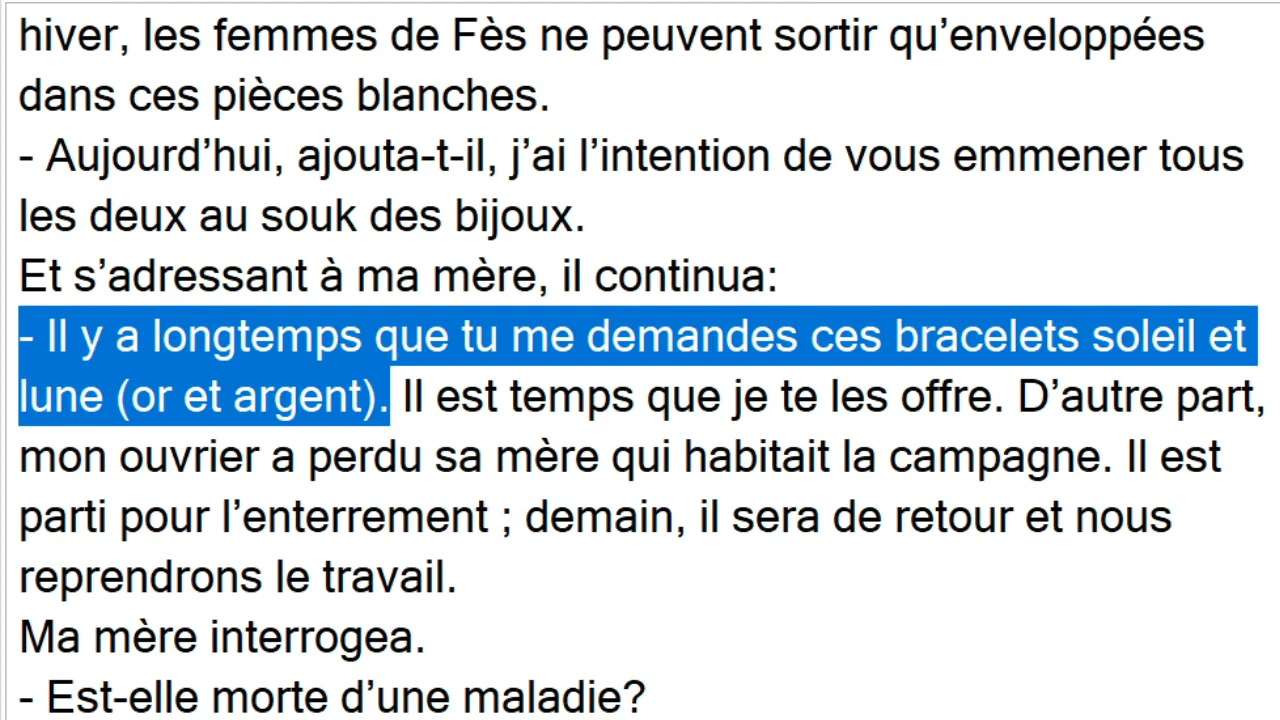 hiver, les femmes de Fès ne peuvent sortir qu’enveloppées
dans ces pièces blanches.
- Aujourd’hui, ajouta-t-il, j’ai l’intention de vous emmener tous
les deux au souk des bijoux.
Et s’adressant à ma mère, il continua:
- Il y a longtemps que tu me demandes ces bracelets soleil et
lune (or et argent). Il est temps que je te les offre. D’autre part,
mon ouvrier a perdu sa mère qui habitait la campagne. Il est
parti pour l’enterrement ; demain, il sera de retour et nous
reprendrons le travail.
Ma mère interrogea.
- Est-elle morte d’une maladie?